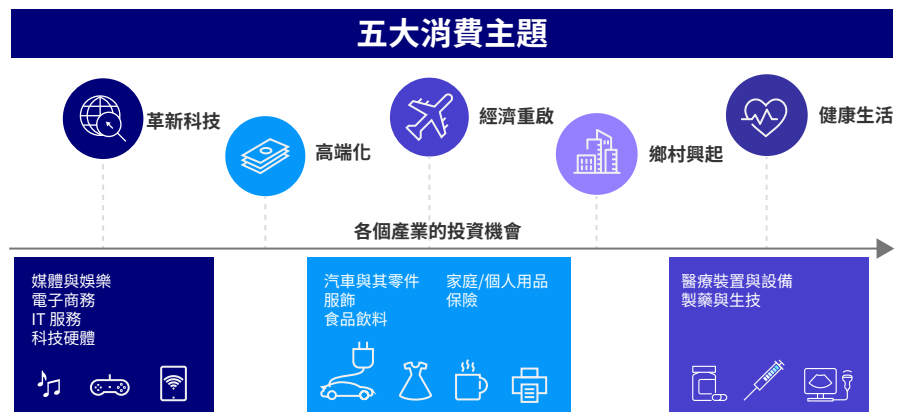 五大消費主題
革新科技
高端化
經濟重啟
鄉村興起
健康生活
各個產業的投資機會
媒體與娛樂
電子商務
IT 服務
科技硬體
汽車與其零件
服飾
食品飲料
家庭/個人用品
保險
醫療裝置與設備
製藥與生技